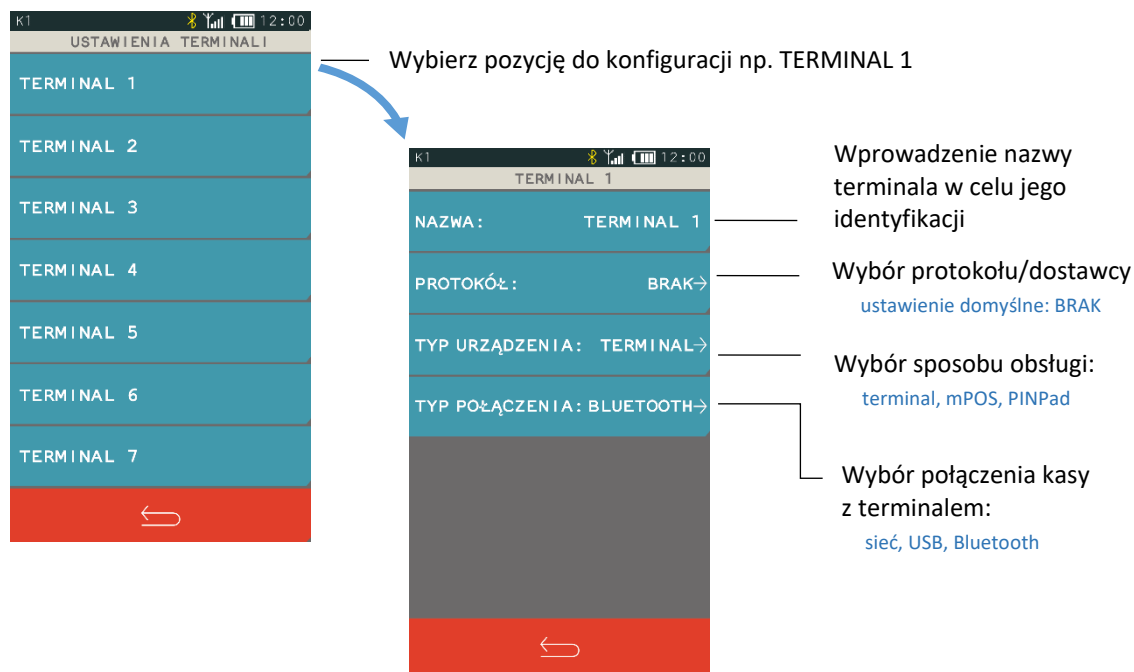 K1 12:00
USTAWIENIA TERMINALI
TERMINAL 1
TERMINAL 2
TERMINAL 3
TERMINAL 4
TERMINAL 5
TERMINAL 6
TERMINAL 7
Wybierz pozycję do konfiguracji np. TERMINAL 1
K1 12:00
TERMINAL 1
NAZWA: TERMINAL 1
PROTOKÓŁ: BRAK→
TYP URZĄDZENIA: TERMINAL→
TYP POŁĄCZENIA: BLUETOOTH→
Wprowadzenie nazwy
terminala w celu jego
identyfikacji
Wybór protokołu/dostawcy
ustawienie domyślne: BRAK
Wybór sposobu obsługi:
terminal, mPOS, PINPad
Wybór połączenia kasy
z terminalem:
sieć, USB, Bluetooth